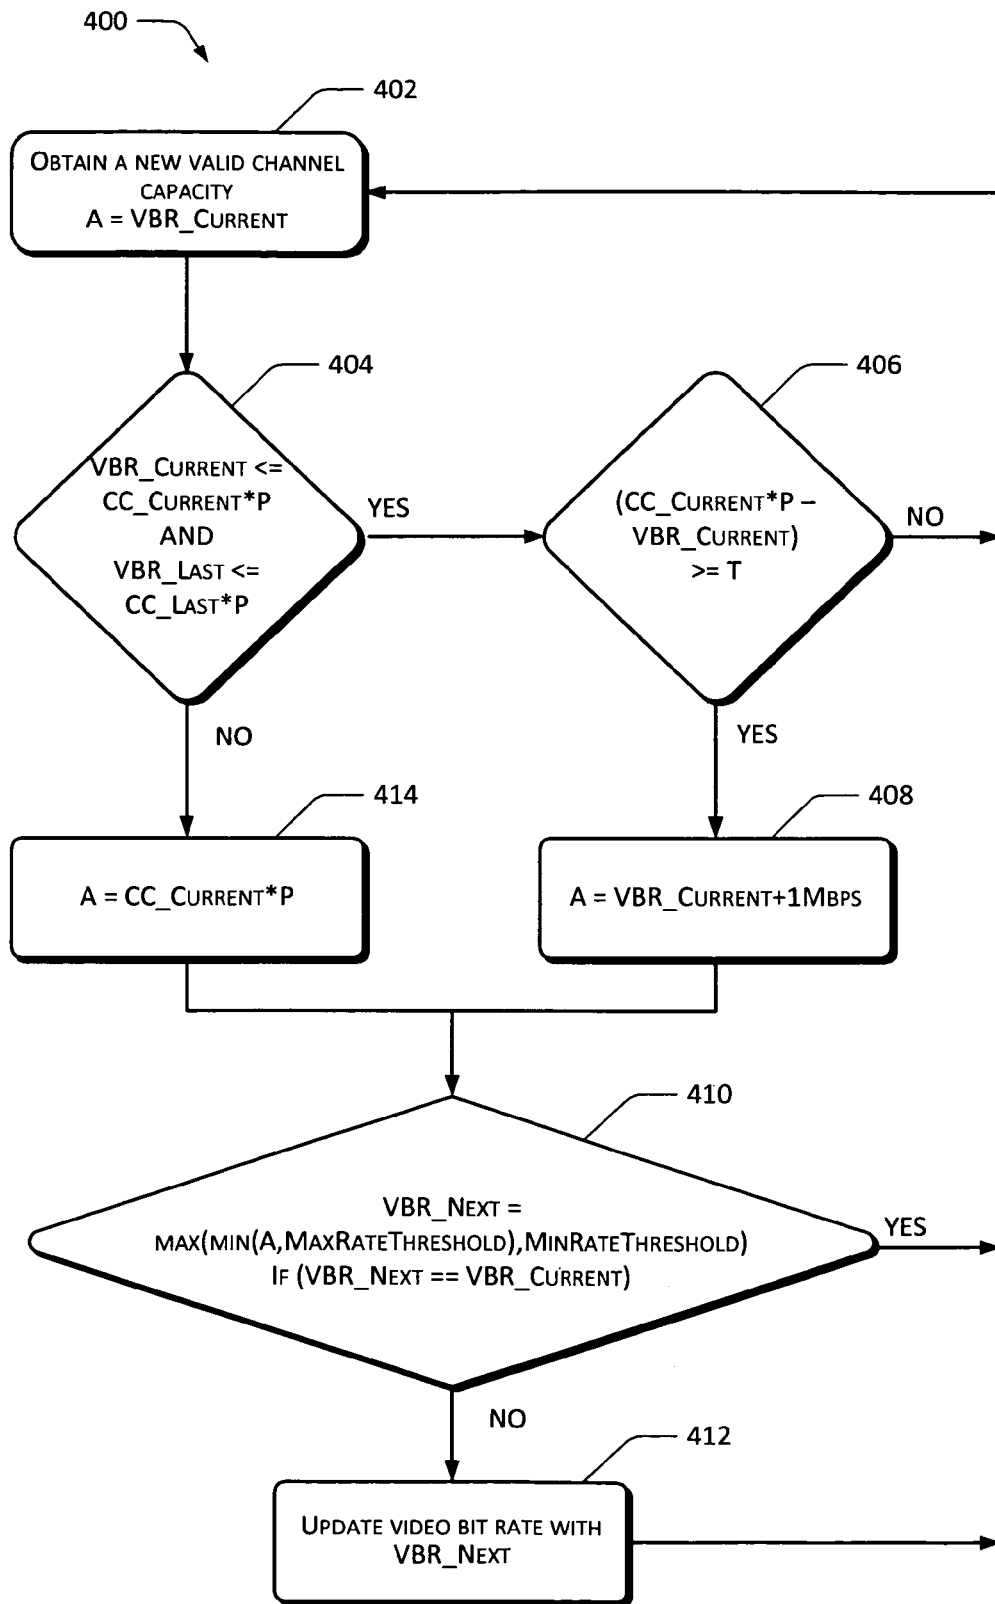 400
402
OBTAIN A NEW VALID CHANNEL
CAPACITY
A = VBR_CURRENT
404
VBR_CURRENT <=
CC_CURRENT*P
AND
VBR_LAST <=
CC_LAST*P
YES
406
(CC_CURRENT*P –
VBR_CURRENT)
>= T
NO
NO
YES
414
A = CC_CURRENT*P
408
A = VBR_CURRENT+1MBPS
410
VBR_NEXT =
MAX(MIN(A,MAXRATETHRESHOLD),MINRATETHRESHOLD)
IF (VBR_NEXT == VBR_CURRENT)
YES
NO
412
UPDATE VIDEO BIT RATE WITH
VBR_NEXT